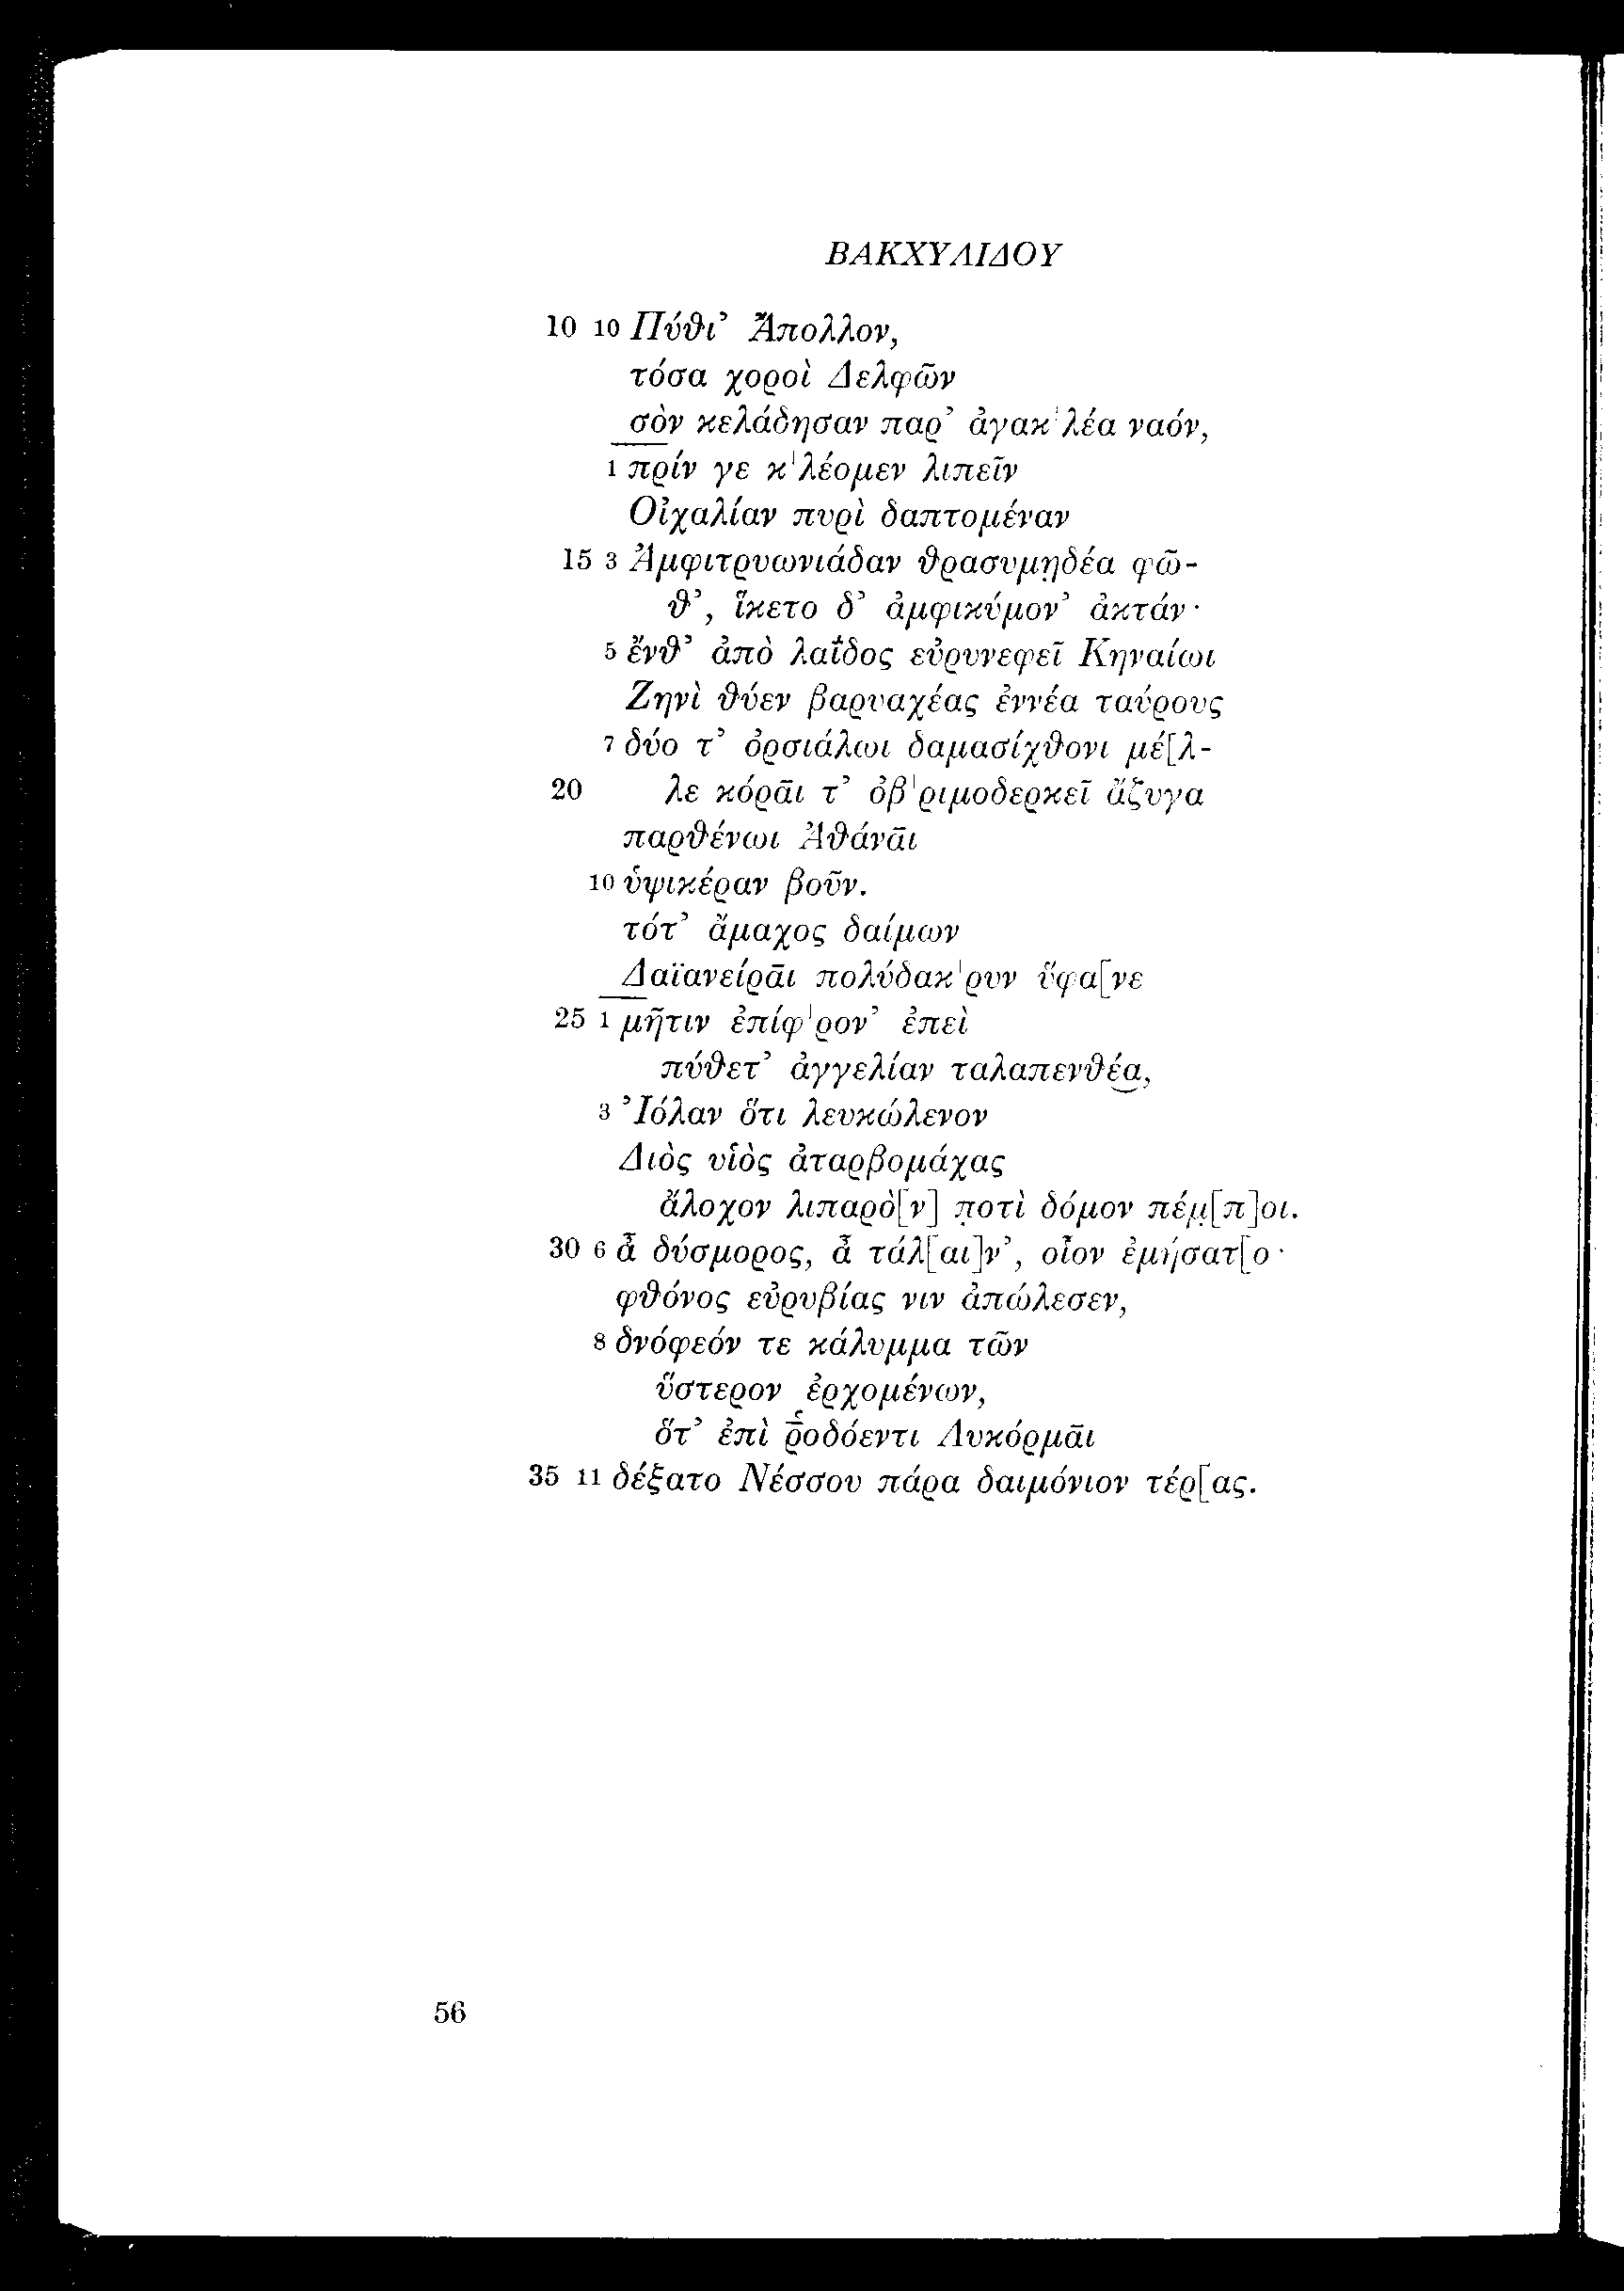 ΒΑΚΧΥΛΙΔΟΥ
10 10 Πύθι’ Ἄπολλον,
τόσα χοροὶ Δελφῶν
σὸν κελάδησαν παρ’ ἀγακ'λέα ναόν,
1 πρίν γε κ'λέομεν λιπεῖν
Οἰχαλίαν πυρὶ δαπτομέναν
15 3 Ἀμφιτρυωνιάδαν θρασυμηδέα φῶ-
θ’, ἵκετο δ’ ἀμφικύμον’ ἀκτάν·
5 ἔνθ’ ἀπὸ λαΐδος εὐρυνεφεῖ Κηναίωι
Ζηνὶ θύεν βαρυαχέας ἐννέα ταύρους
7 δύο τ’ ὀρσιάλωι δαμασίχθονι μέ[λ-
20 λε κόρᾱι τ’ ὀβ'ριμοδερκεῖ ἄζυγα
παρθένωι Ἀθάνᾱι
10 ὑψικέραν βοῦν.
τότ’ ἄμαχος δαίμων
Δαϊανείρᾱι πολύδακ'ρυν ὕφα[νε
25 1 μῆτιν ἐπίφ'ρον’ ἐπεὶ
πύθετ’ ἀγγελίαν ταλαπενθέα,
3 Ἰόλαν ὅτι λευκώλενον
Διὸς υἱὸς ἀταρβομάχας
ἄλοχον λιπαρὸ[ν] π̣οτὶ δόμον πέμ̣[π]οι.
30 6 ἆ δύσμορος, ἆ τάλ[αι]ν’, οἷον ἐμήσατ[ο·
φθόνος εὐρυβίας νιν ἀπώλεσεν,
8 δνόφεόν τε κάλυμμα τῶν
ὕστερον ἐρχομένων,
ὅτ’ ἐπὶ ῥοδόεντι Λυκόρμᾱι
35 11 δέξατο Νέσσου πάρα δαιμόνιον τέρ[ας.
56